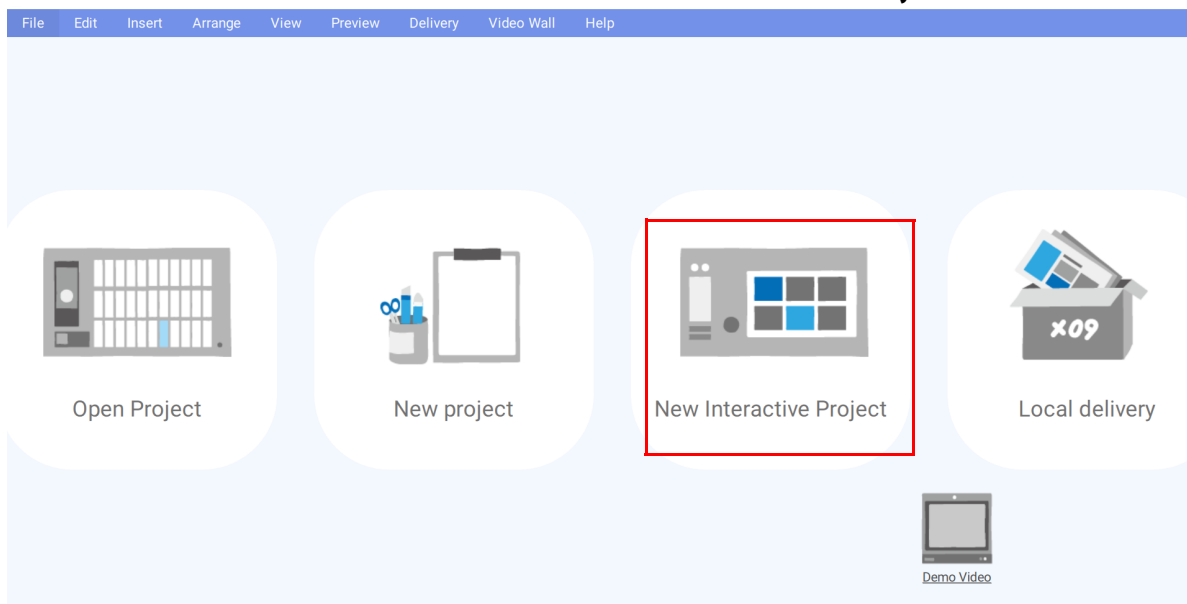 File Edit Insert Arrange View Preview Delivery Video Wall Help
x09
Open Project New project New Interactive Project Local delivery
Demo Video